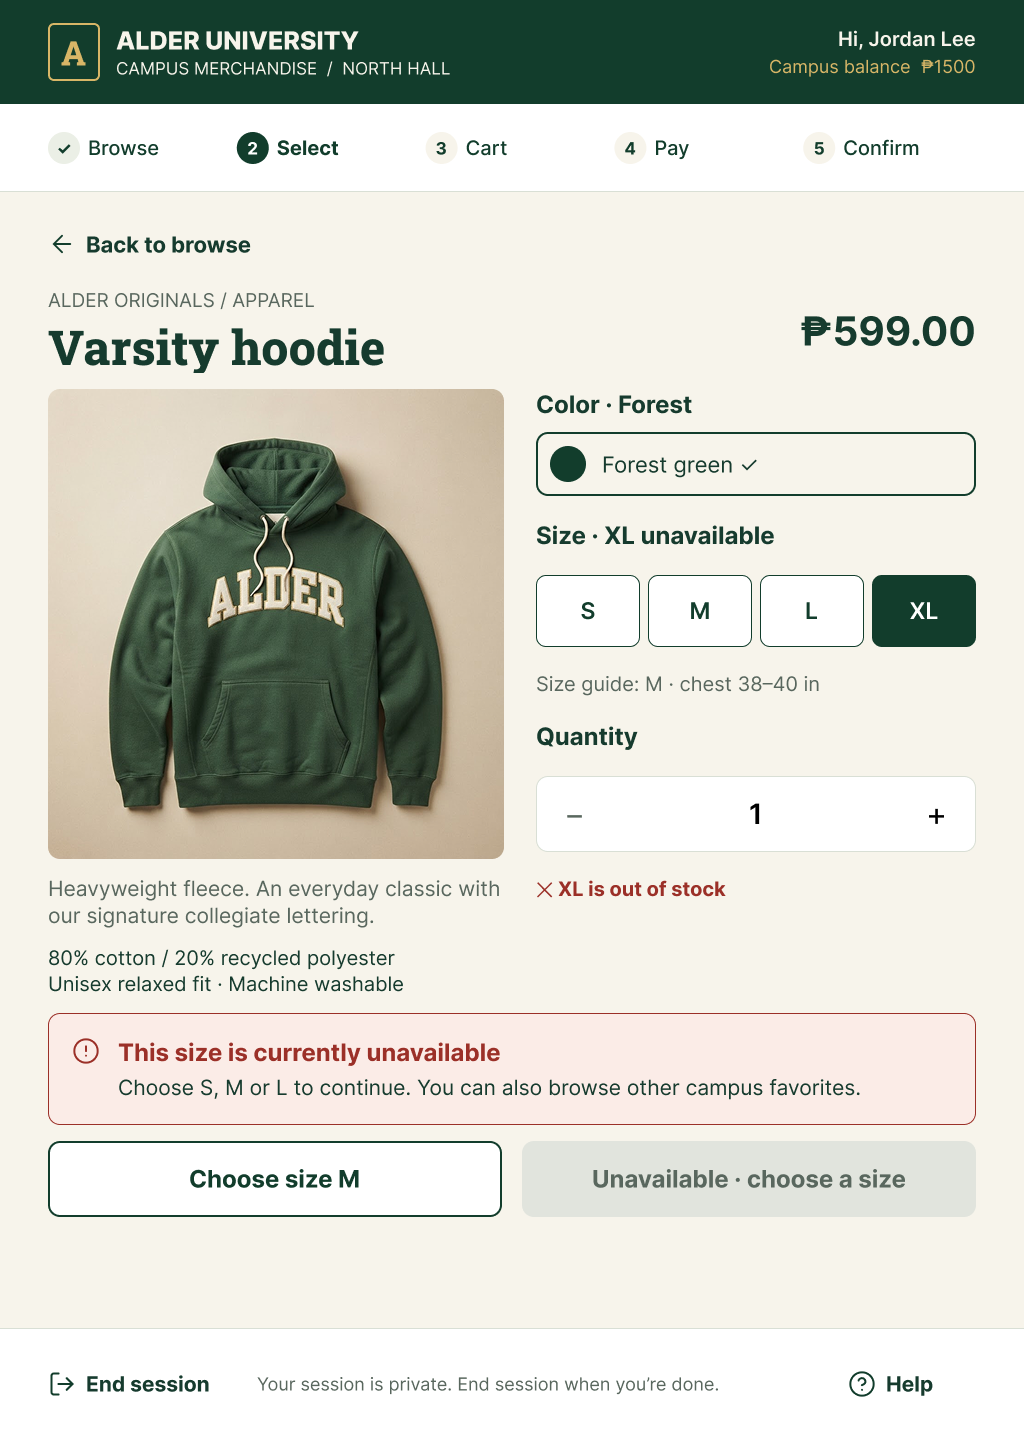 A
ALDER UNIVERSITY
CAMPUS MERCHANDISE / NORTH HALL
Hi, Jordan Lee
Campus balance ₱1500
Browse
2 Select
3 Cart
4 Pay
5 Confirm
Back to browse
ALDER ORIGINALS / APPAREL
Varsity hoodie
₱599.00
ALDER
Color · Forest
Forest green
Size · XL unavailable
S M L XL
Size guide: M · chest 38–40 in
Quantity
− 1 +
XL is out of stock
Heavyweight fleece. An everyday classic with
our signature collegiate lettering.
80% cotton / 20% recycled polyester
Unisex relaxed fit · Machine washable
This size is currently unavailable
Choose S, M or L to continue. You can also browse other campus favorites.
Choose size M
Unavailable · choose a size
End session
Your session is private. End session when you’re done.
Help